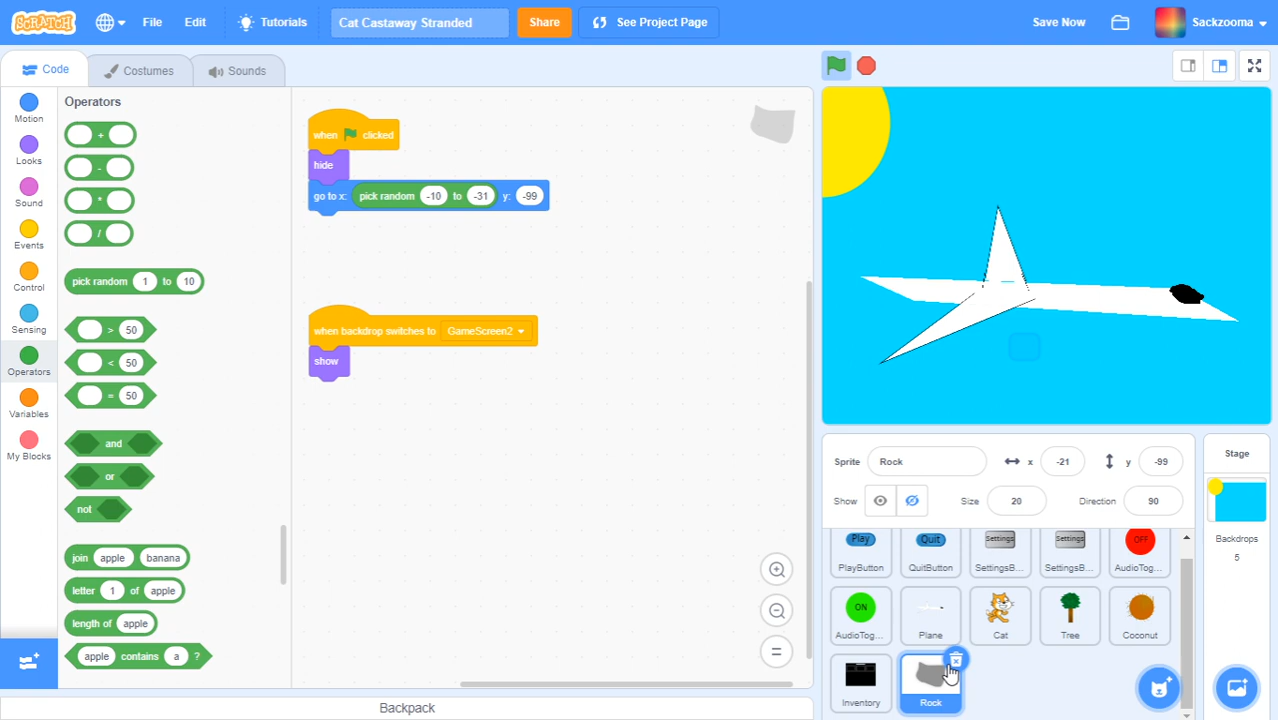 SCRATCH File Edit Tutorials Cat Castaway Stranded Share See Project Page Save Now Sackzooma
Code Costumes Sounds
Motion
Looks
Sound
Events
Control
Sensing
Operators
Variables
My Blocks
Operators
+
-
*
/
pick random 1 to 10
> 50
< 50
= 50
and
or
not
join apple banana
letter 1 of apple
length of apple
apple contains a ?
when clicked
hide
go to x: pick random -10 to -31 y: -99
when backdrop switches to GameScreen2
show
Sprite Rock x -21 y -99
Show Size 20 Direction 90
Play Quit Settings Settings OFF
PlayButton QuitButton SettingsB... SettingsB... AudioTog...
ON
AudioTog... Plane Cat Tree Coconut
Inventory Rock
Stage
Backdrops
5
Backpack